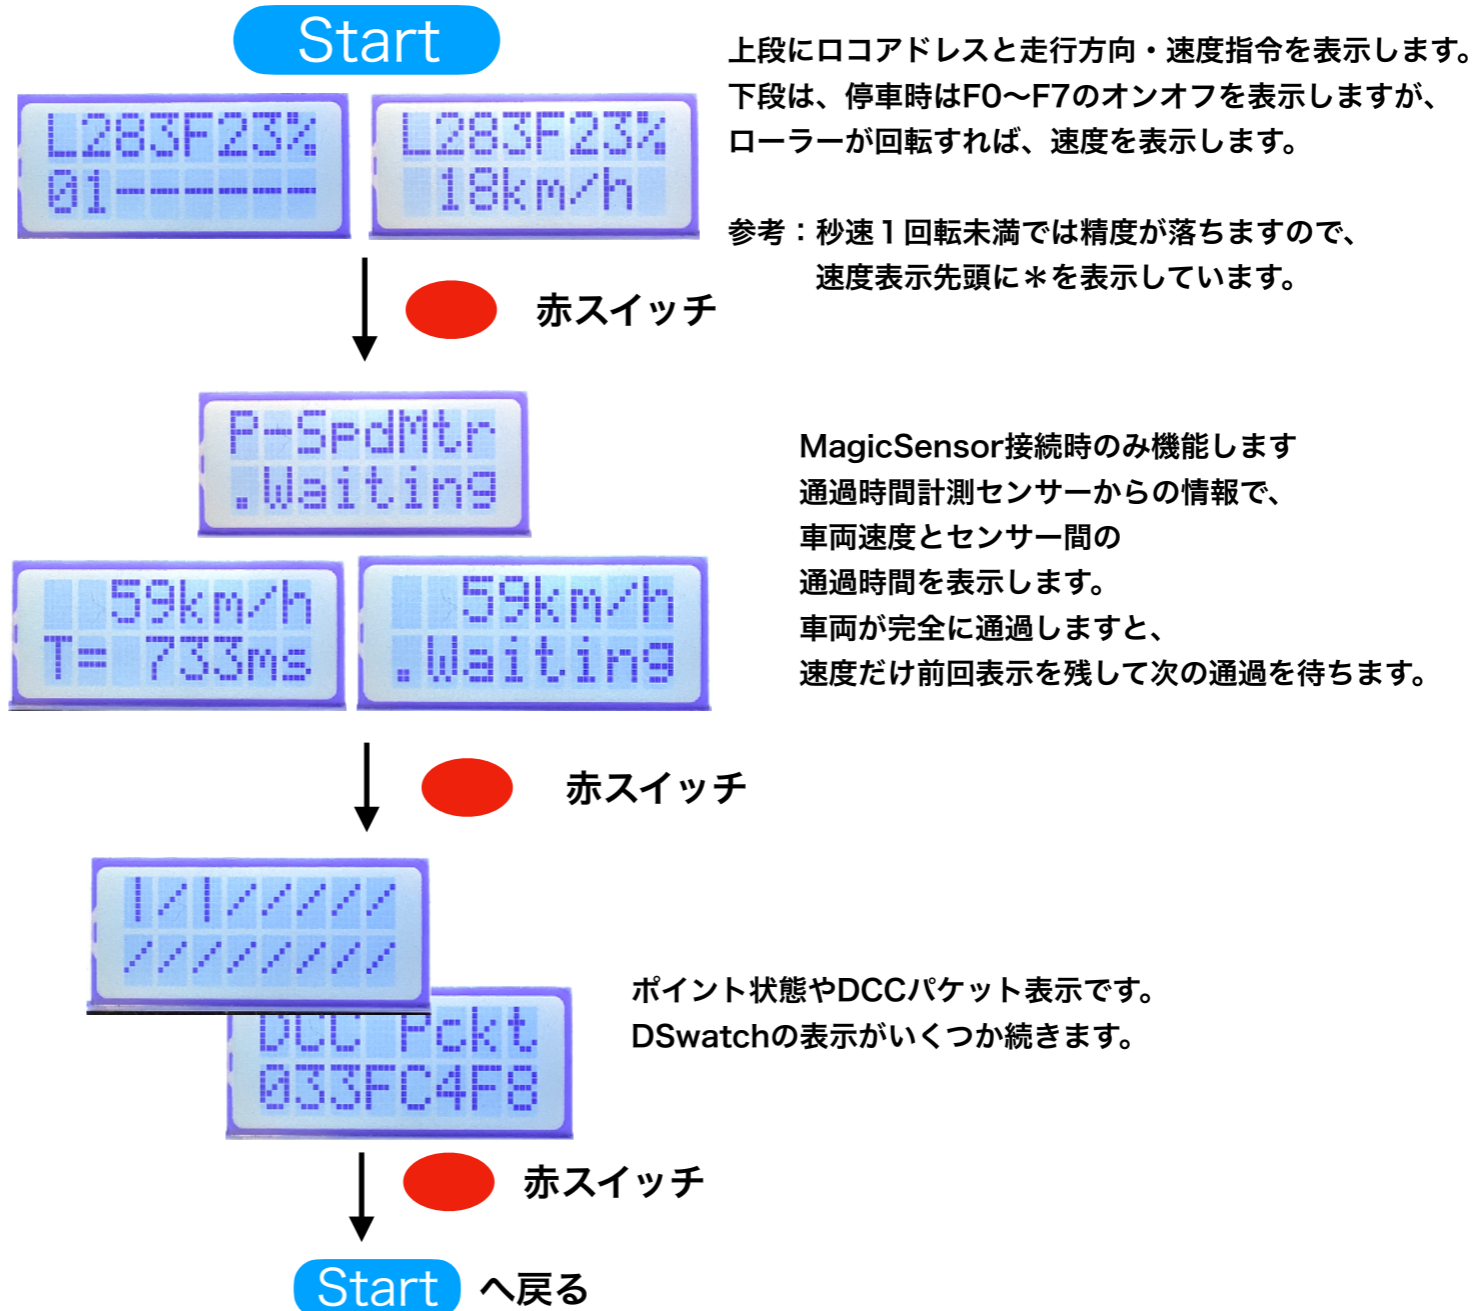 Start
上段にロコアドレスと走行方向・速度指令を表示します。
下段は、停車時はF0〜F7のオンオフを表示しますが、
ローラーが回転すれば、速度を表示します。
参考：秒速１回転未満では精度が落ちますので、
速度表示先頭に＊を表示しています。
L283F23%
01------
L283F23%
18km/h
赤スイッチ
P-SpdMtr
.Waiting
59km/h
T= 733ms
59km/h
.Waiting
MagicSensor接続時のみ機能します
通過時間計測センサーからの情報で、
車両速度とセンサー間の
通過時間を表示します。
車両が完全に通過しますと、
速度だけ前回表示を残して次の通過を待ちます。
赤スイッチ
|/|/////
////////
DCC Pckt
033FC4F8
ポイント状態やDCCパケット表示です。
DSwatchの表示がいくつか続きます。
赤スイッチ
Start へ戻る